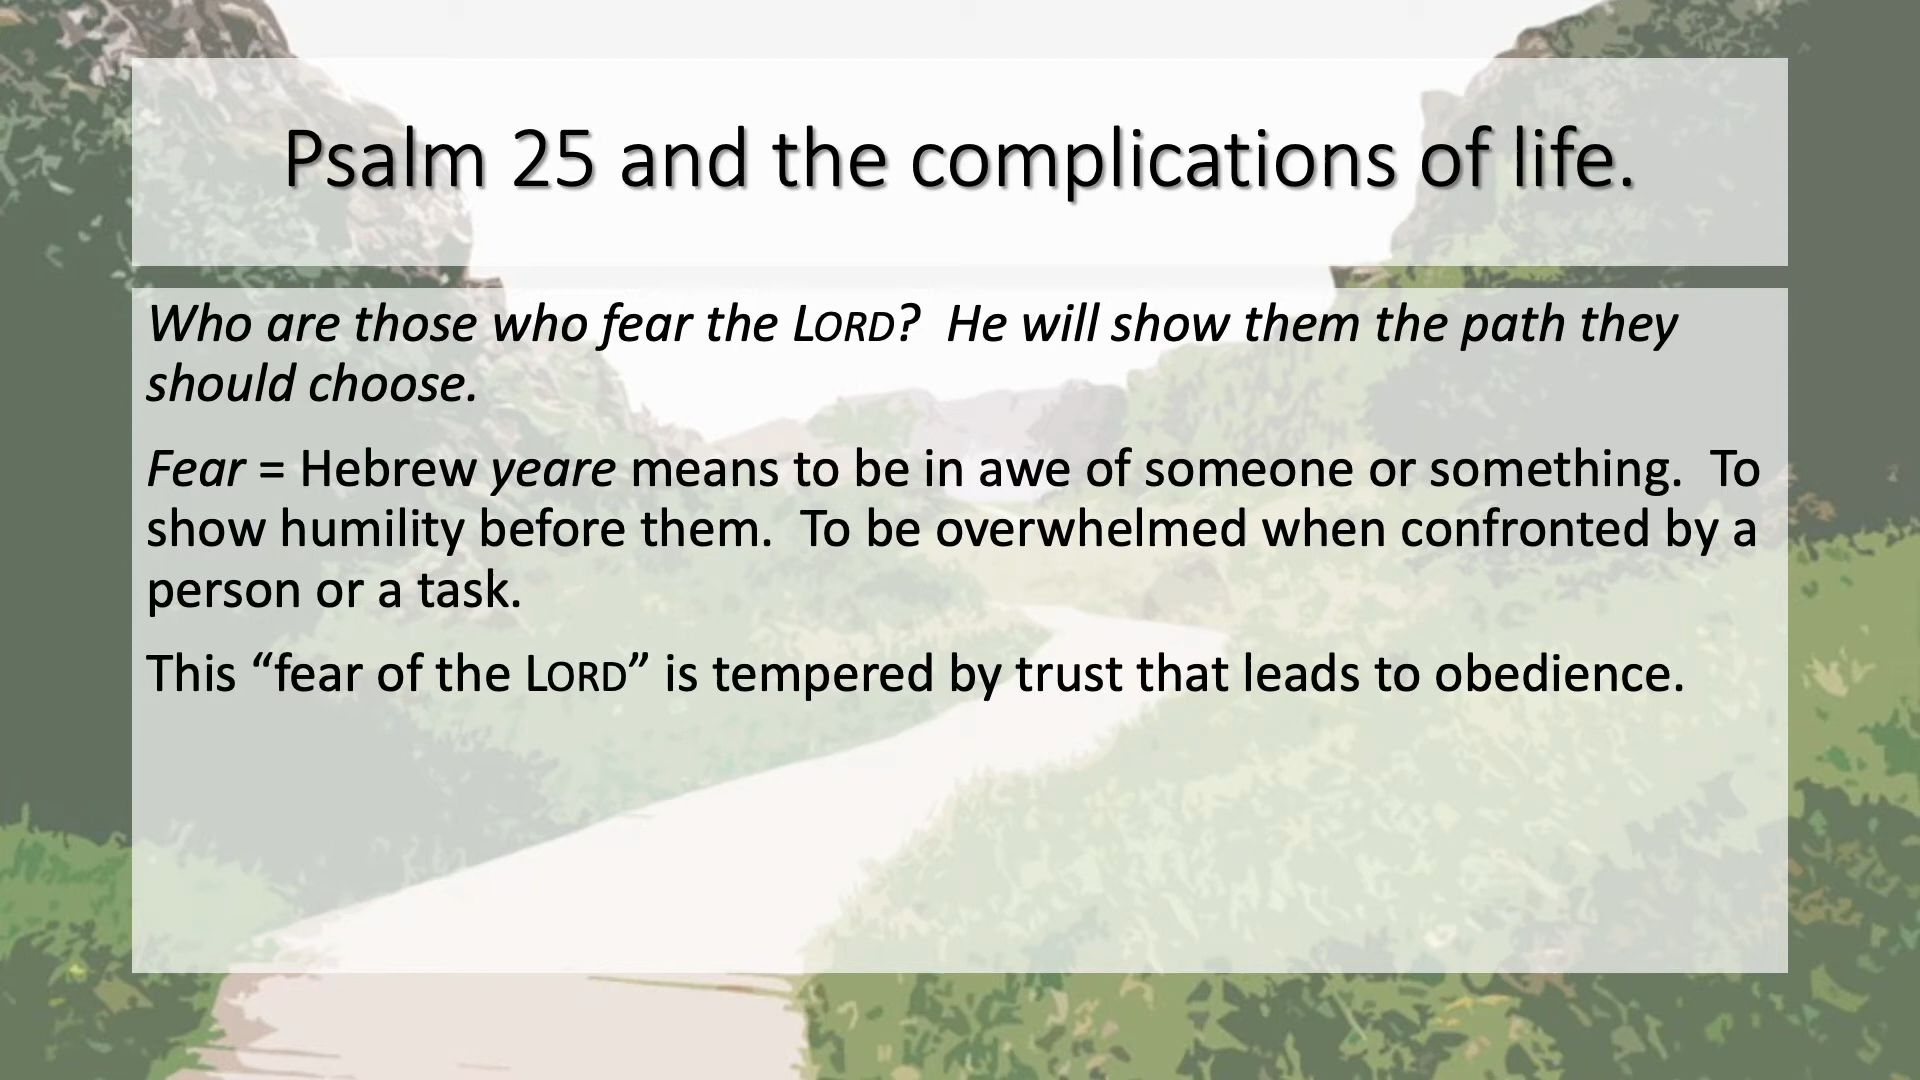 Psalm 25 and the complications of life.
Who are those who fear the LORD?  He will show them the path they
should choose.
Fear = Hebrew yeare means to be in awe of someone or something.  To
show humility before them.  To be overwhelmed when confronted by a
person or a task.
This “fear of the LORD” is tempered by trust that leads to obedience.